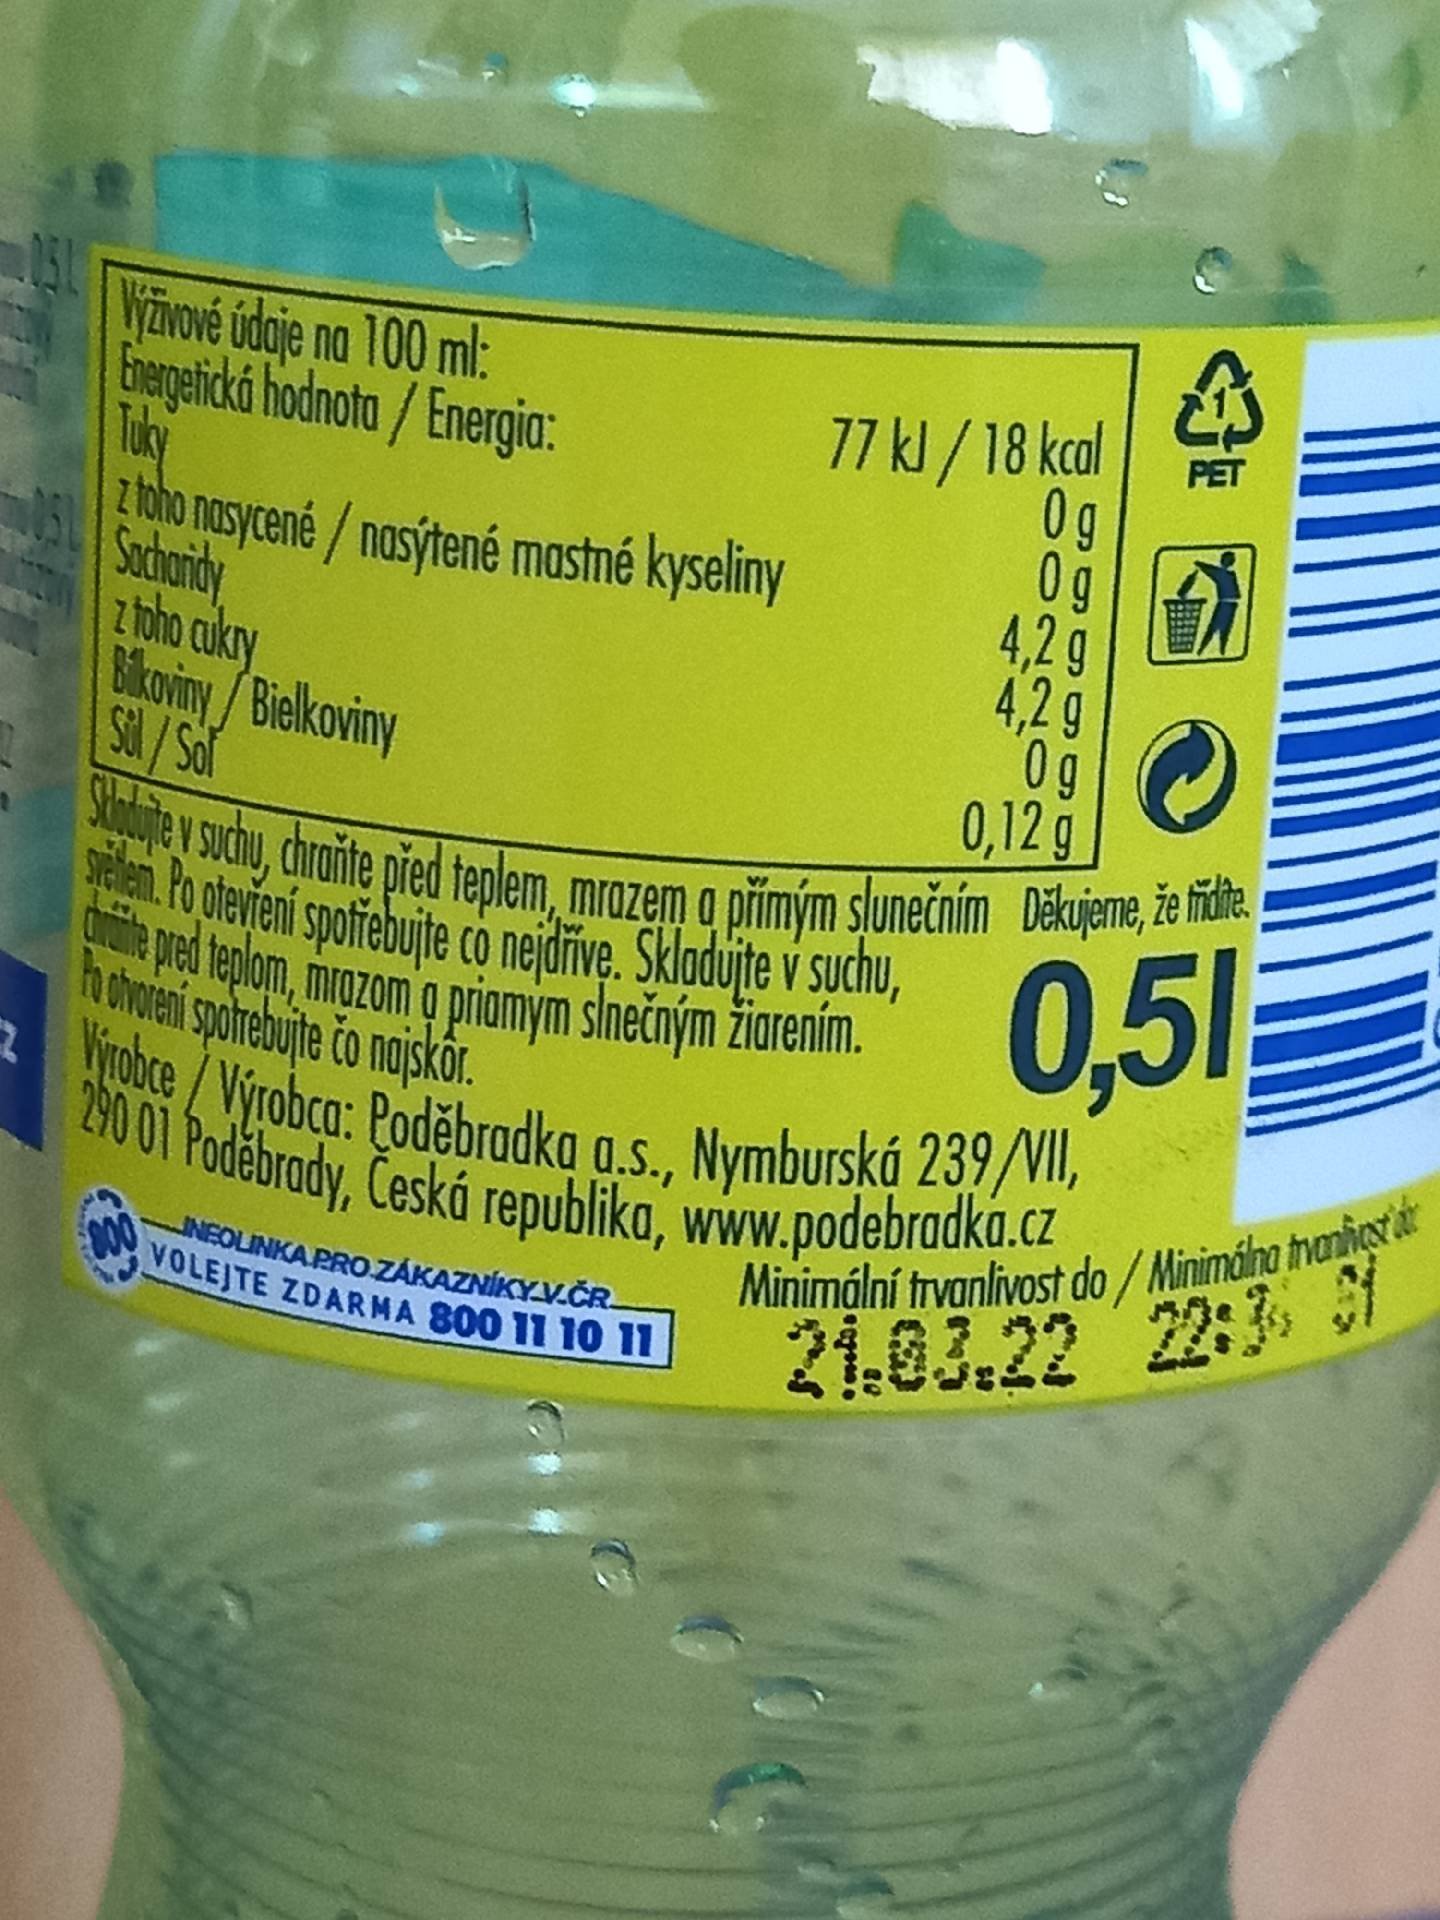 Výživové údaje na 100 ml:
Energetická hodnota / Energia: 77 kJ / 18 kcal
Tuky 0 g
z toho nasycené / nasýtené mastné kyseliny 0 g
Sacharidy 4,2 g
z toho cukry 4,2 g
Bílkoviny / Bielkoviny 0 g
Sůl / Soľ 0,12 g
1
PET
Děkujeme, že třídíte.
Skladujte v suchu, chraňte před teplem, mrazem a přímým slunečním
světlem. Po otevření spotřebujte co nejdříve. Skladujte v suchu,
chráňte pred teplom, mrazom a priamym slnečným žiarením.
Po otvorení spotrebujte čo najskôr.
0,5l
Výrobce / Výrobca: Poděbradka a.s., Nymburská 239/VII,
290 01 Poděbrady, Česká republika, www.podebradka.cz
800
INFOLINKA PRO ZÁKAZNÍKY V ČR
VOLEJTE ZDARMA 800 11 10 11
Minimální trvanlivost do / Minimálna trvanlivosť do:
21.03.22
0,5 L